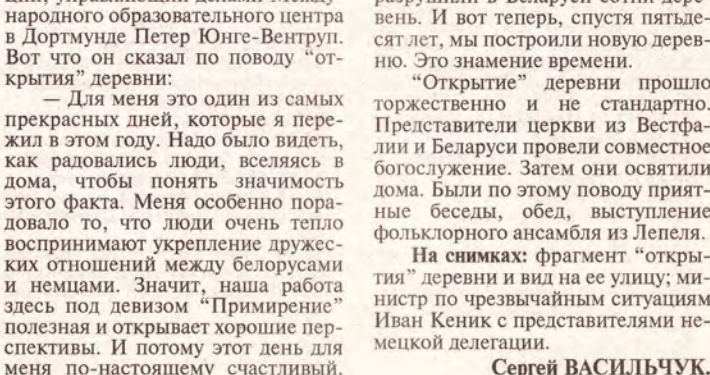 ции, управляющий делами Между-
народного образовательного центра
в Дортмунде Петер Юнге-Вентруп.
Вот что он сказал по поводу "от-
крытия" деревни:
— Для меня это один из самых
прекрасных дней, которые я пере-
жил в этом году. Надо было видеть,
как радовались люди, вселяясь в
дома, чтобы понять значимость
этого факта. Меня особенно пора-
довало то, что люди очень тепло
воспринимают укрепление дружес-
ких отношений между белорусами
и немцами. Значит, наша работа
здесь под девизом "Примирение"
полезная и открывает хорошие пер-
спективы. И потому этот день для
меня по-настоящему счастливый.
разрушили в Беларуси сотни дере-
вень. И вот теперь, спустя пятьде-
сят лет, мы построили новую дерев-
ню. Это знамение времени.
"Открытие" деревни прошло
торжественно и не стандартно.
Представители церкви из Вестфа-
лии и Беларуси провели совместное
богослужение. Затем они освятили
дома. Были по этому поводу прият-
ные беседы, обед, выступление
фольклорного ансамбля из Лепеля.
На снимках: фрагмент "откры-
тия" деревни и вид на ее улицу; ми-
нистр по чрезвычайным ситуациям
Иван Кеник с представителями не-
мецкой делегации.
Сергей ВАСИЛЬЧУК.